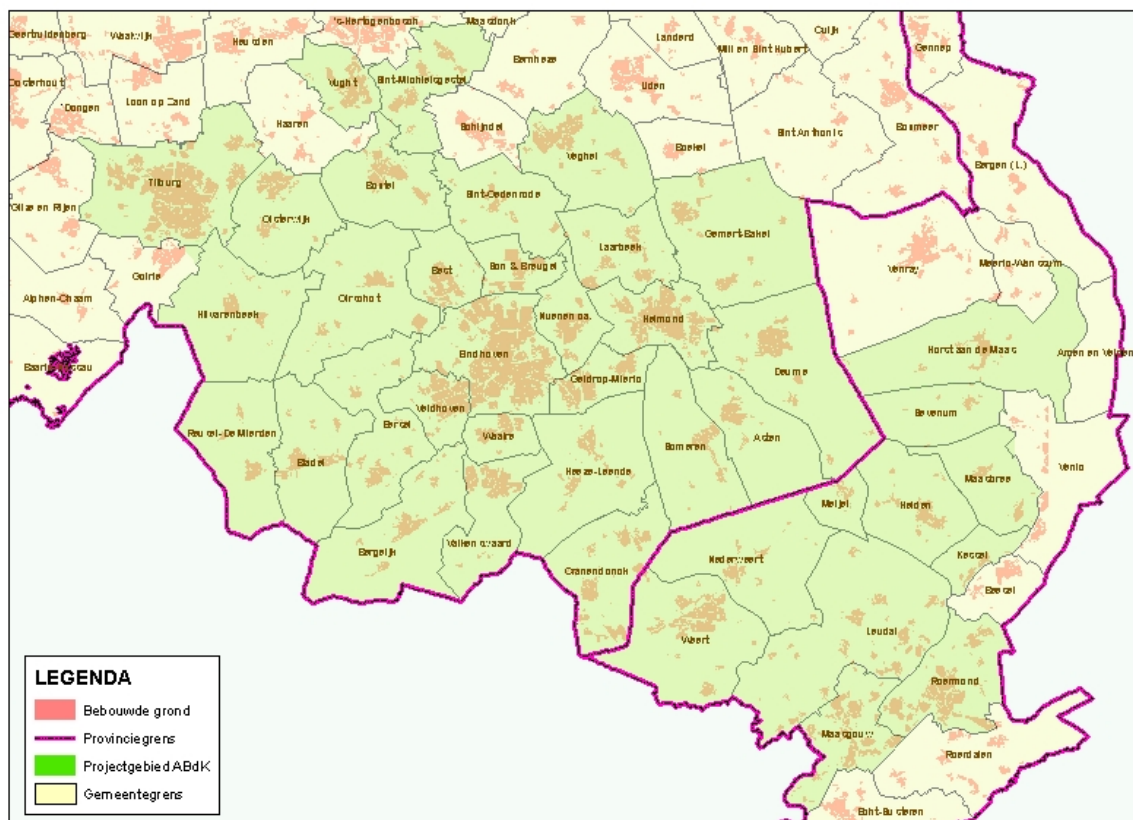 Geertruidenberg
Waalwijk
Heusden
's-Hertogenbosch
Maasdonk
Landerd
Mill en Sint Hubert
Cuijk
Gennep
Oosterhout
Dongen
Loon op Zand
Haaren
Vught
Sint-Michielsgestel
Bernheze
Uden
Schijndel
Boekel
Sint Anthonis
Boxmeer
Bergen (L.)
Tilburg
Oisterwijk
Boxtel
Sint-Oedenrode
Veghel
Gilze en Rijen
Goirle
Alphen-Chaam
Baarle-Nassau
Hilvarenbeek
Oirschot
Best
Son & Breugel
Laarbeek
Gemert-Bakel
Venray
Meerlo-Wanssum
Nuenen ca.
Helmond
Eindhoven
Geldrop-Mierlo
Deurne
Horst aan de Maas
Arcen en Velden
Reusel-De Mierden
Bladel
Eersel
Veldhoven
Waalre
Heeze-Leende
Someren
Asten
Sevenum
Venlo
Maasbree
Helden
Meijel
Kessel
Beesel
Bergeijk
Valkenswaard
Cranendonck
Nederweert
Weert
Leudal
Roermond
Maasgouw
Roerdalen
Echt-Susteren
LEGENDA
Bebouwde grond
Provinciegrens
Projectgebied ABdK
Gemeentegrens